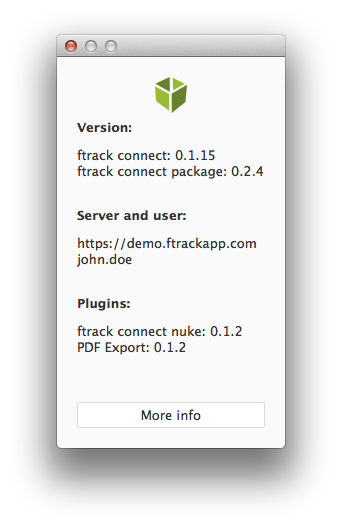 Version:
ftrack connect: 0.1.15
ftrack connect package: 0.2.4
Server and user:
https://demo.ftrackapp.com
john.doe
Plugins:
ftrack connect nuke: 0.1.2
PDF Export: 0.1.2
More info